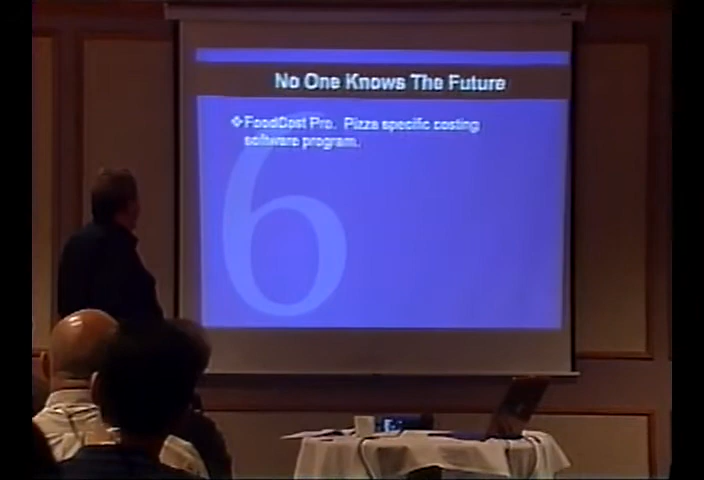 No One Knows The Future
❖FoodCost Pro. Pizza specific costing
software program.
6